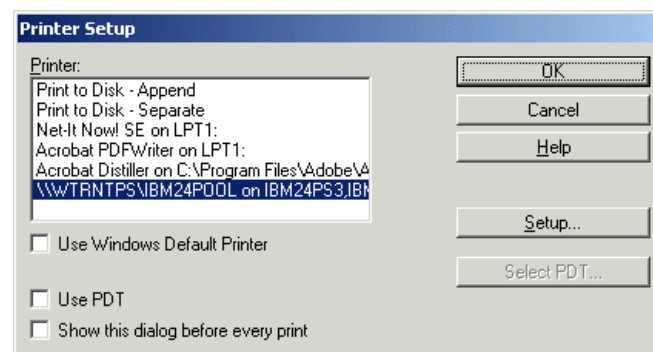 Printer Setup
Printer:
Print to Disk - Append
Print to Disk - Separate
Net-It Now! SE on LPT1:
Acrobat PDFWriter on LPT1:
Acrobat Distiller on C:\Program Files\Adobe\A
\\WTRNTPS\IBM24POOL on IBM24PS3,IBM
Use Windows Default Printer
Use PDT
Show this dialog before every print
OK
Cancel
Help
Setup...
Select PDT...